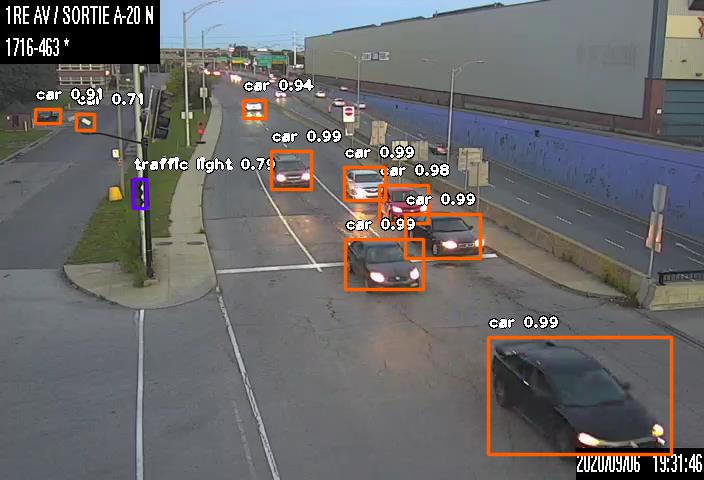 1RE AV / SORTIE A-20 N
1716-463 *
car 0.91
car 0.71
car 0.94
car 0.99
traffic light 0.79
car 0.99
car 0.98
car 0.99
car 0.99
car 0.99
2020/09/06 19:31:46